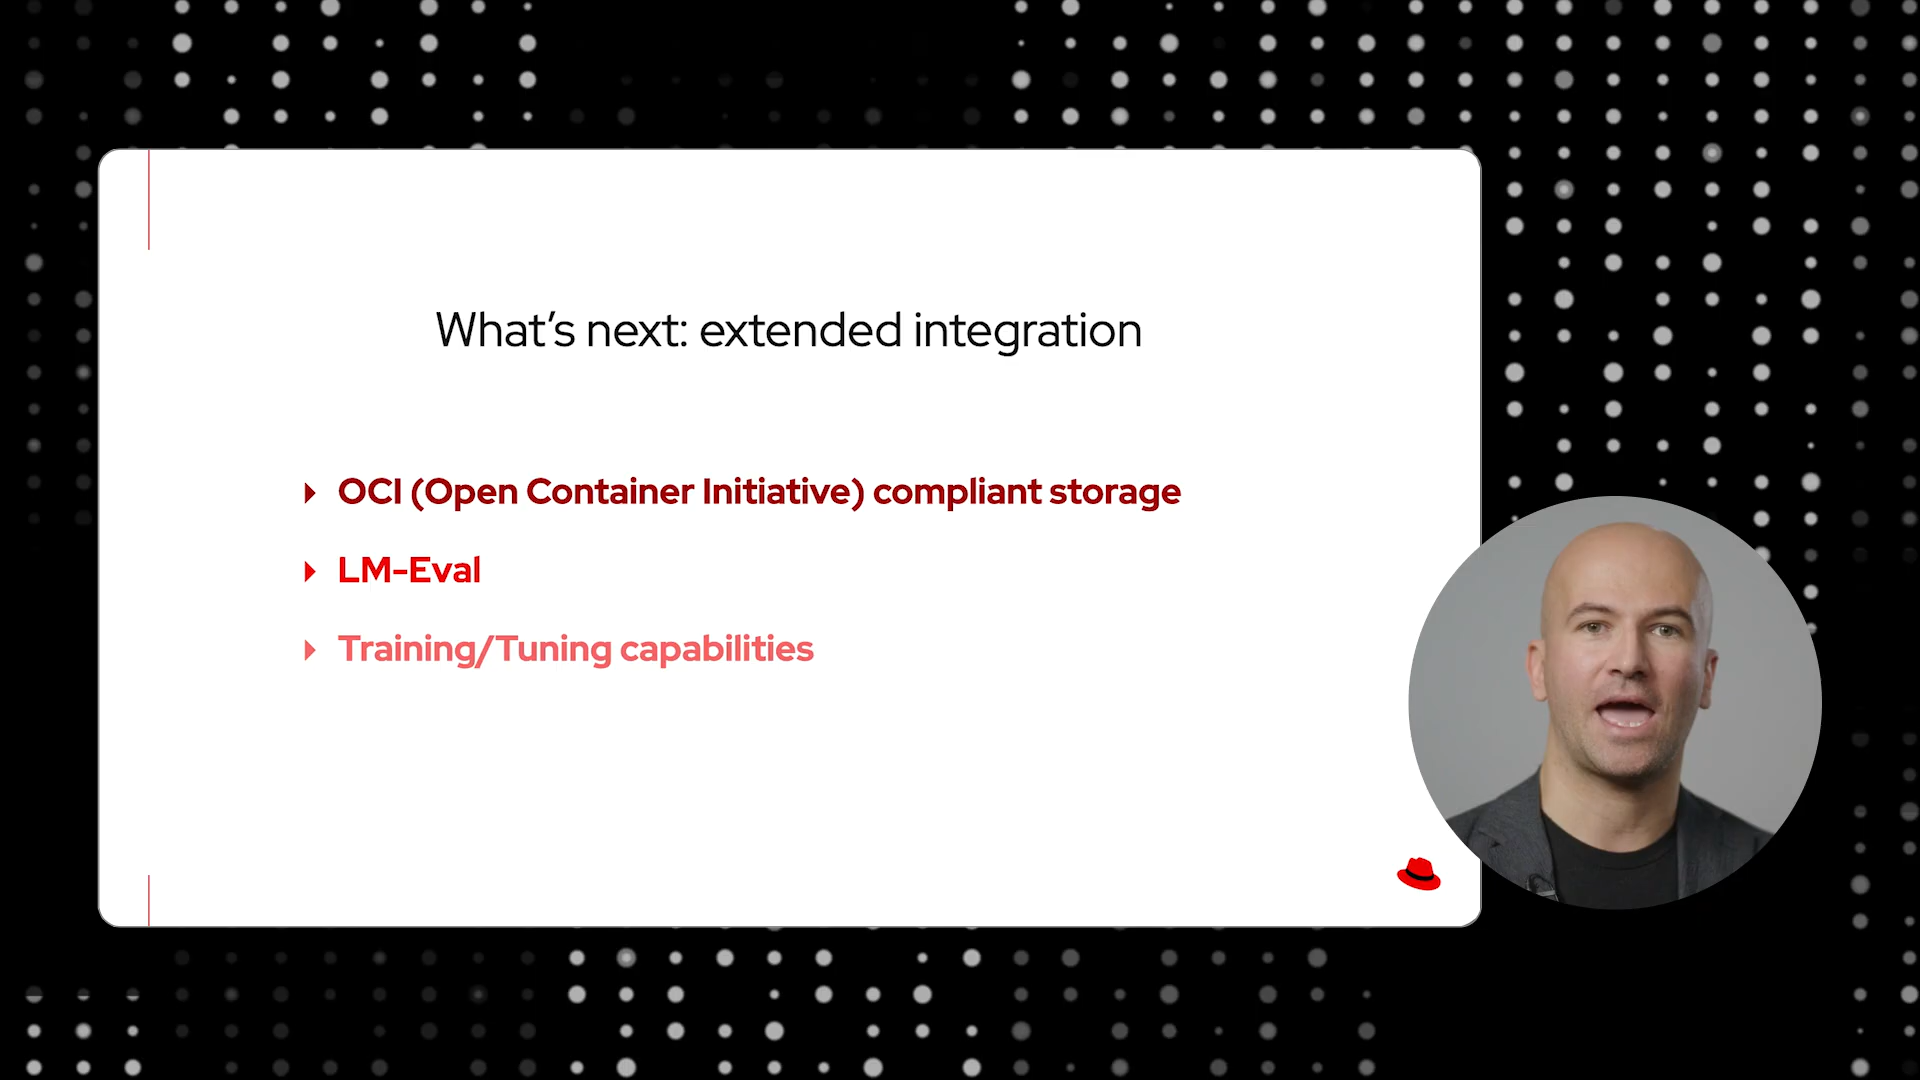 What’s next: extended integration
OCI (Open Container Initiative) compliant storage
LM-Eval
Training/Tuning capabilities